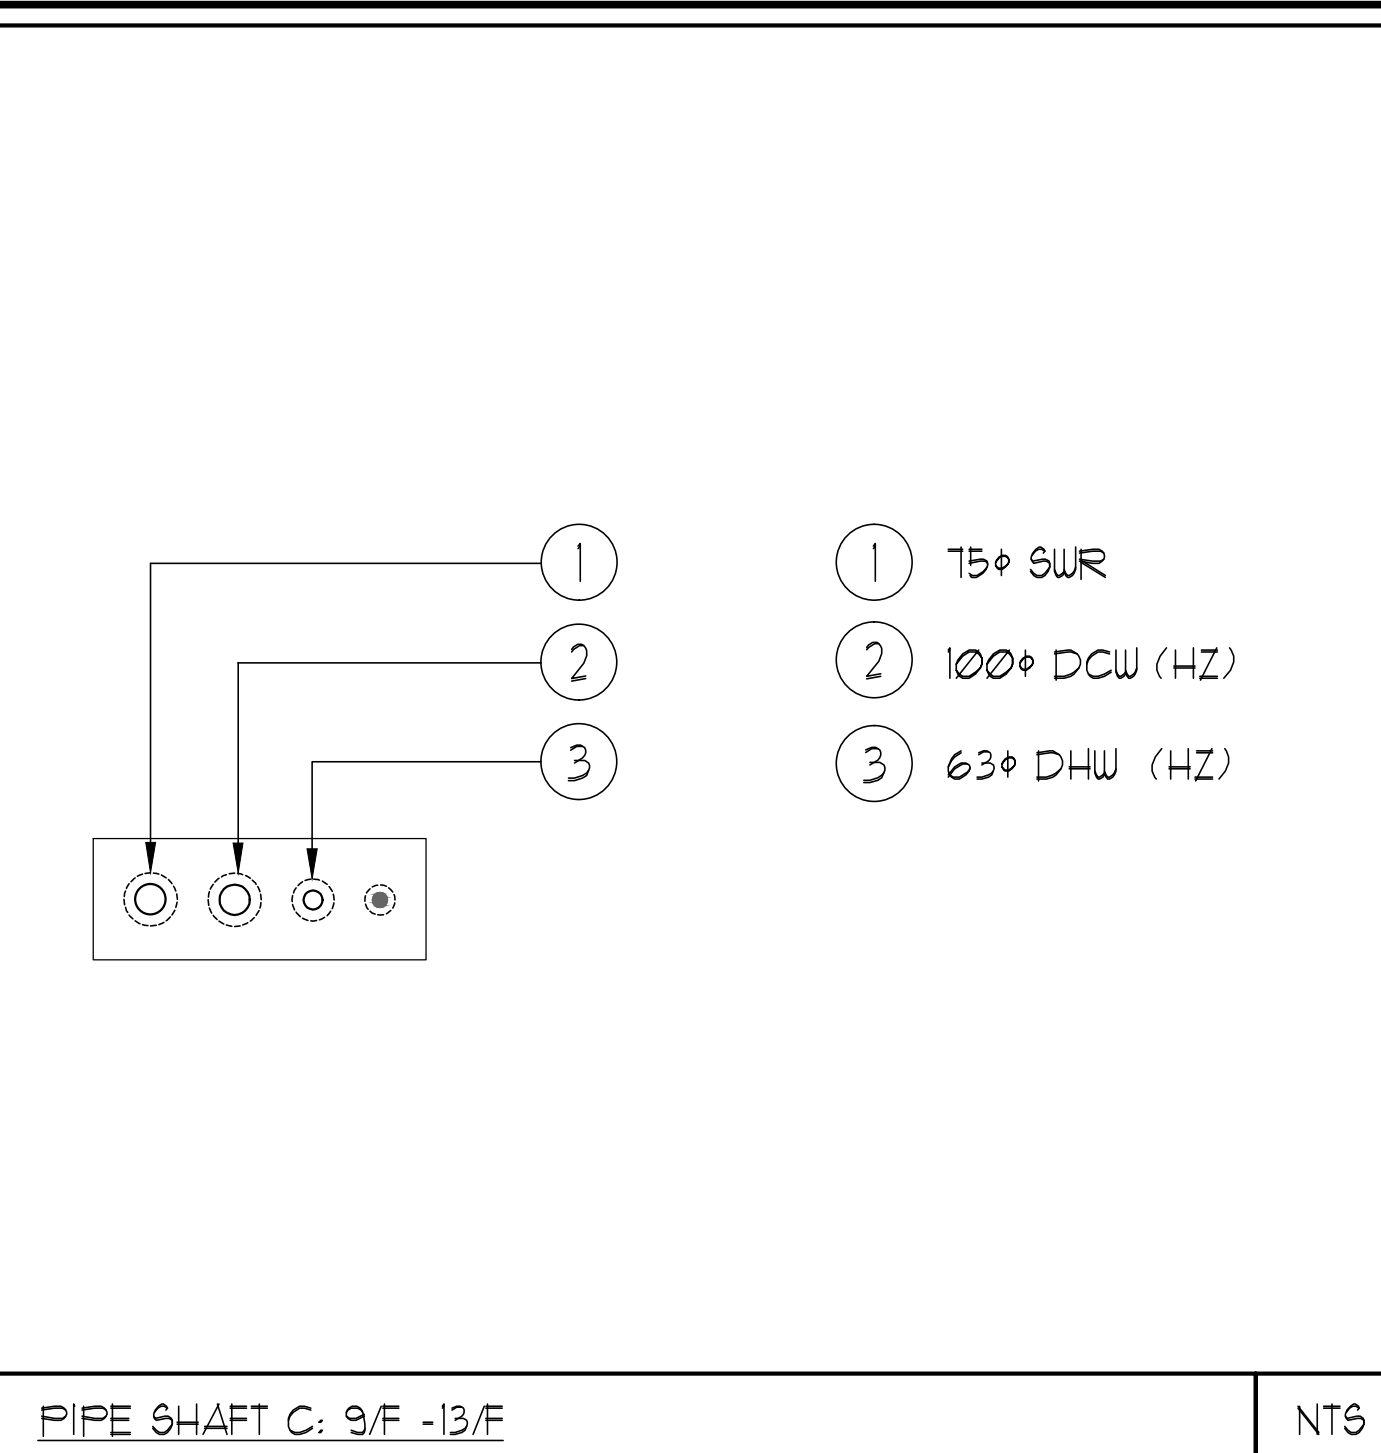 1
2
3
1 75φ SWR
2 100φ DCW (HZ)
3 63φ DHW (HZ)
PIPE SHAFT C: 9/F -13/F
NTS